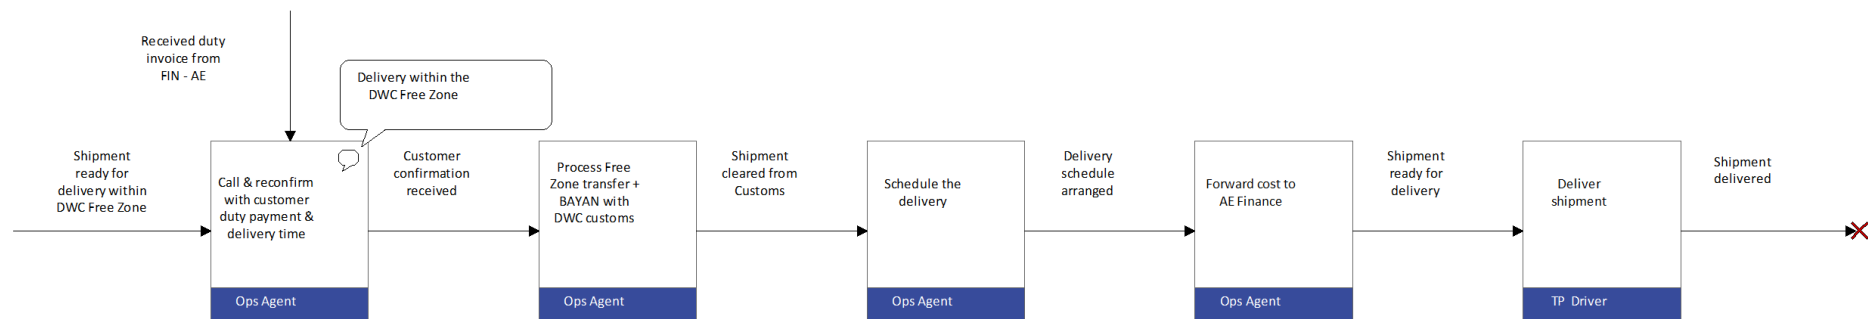 Received duty
invoice from
FIN - AE
Delivery within the
DWC Free Zone
Shipment
ready for
delivery within
DWC Free Zone
Call & reconfirm
with customer
duty payment &
delivery time
Ops Agent
Customer
confirmation
received
Process Free
Zone transfer +
BAYAN with
DWC customs
Ops Agent
Shipment
cleared from
Customs
Schedule the
delivery
Ops Agent
Delivery
schedule
arranged
Forward cost to
AE Finance
Ops Agent
Shipment
ready for
delivery
Deliver
shipment
TP Driver
Shipment
delivered